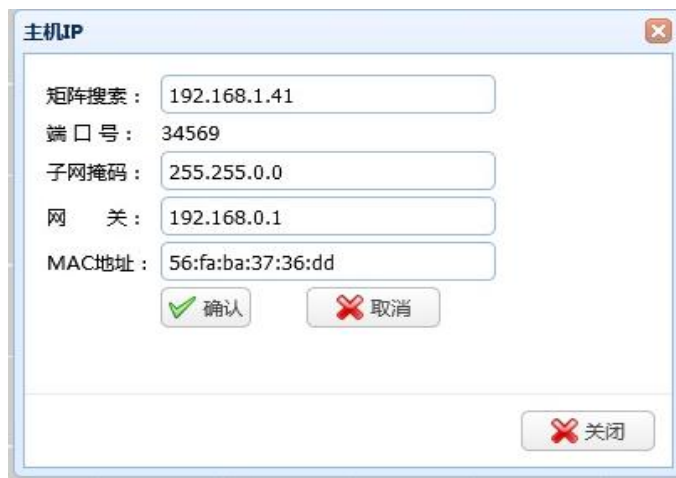 主机IP
矩阵搜索： 192.168.1.41
端 口 号： 34569
子网掩码： 255.255.0.0
网 关： 192.168.0.1
MAC地址： 56:fa:ba:37:36:dd
确认 取消
关闭